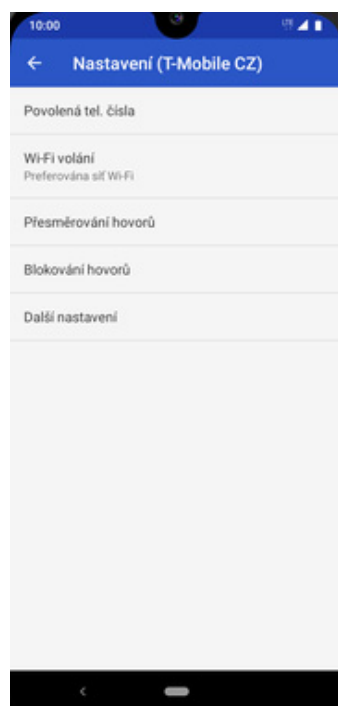 10:00
LTE
Nastavení (T-Mobile CZ)
Povolená tel. čísla
Wi-Fi volání
Preferována síť Wi-Fi
Přesměrování hovorů
Blokování hovorů
Další nastavení